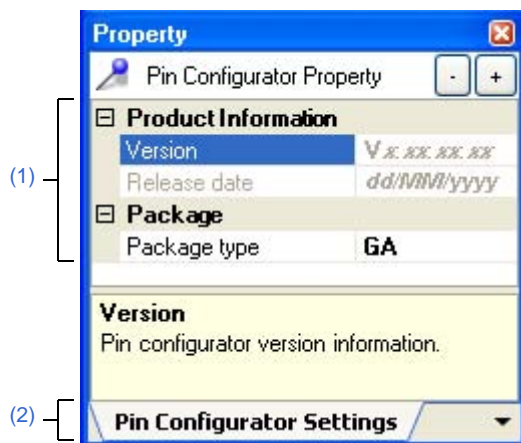 Property
Pin Configurator Property - +
(1)
Product Information
Version V x.xx.xx.xx
Release date dd/MM/yyyy
Package
Package type GA
Version
Pin configurator version information.
(2)
Pin Configurator Settings